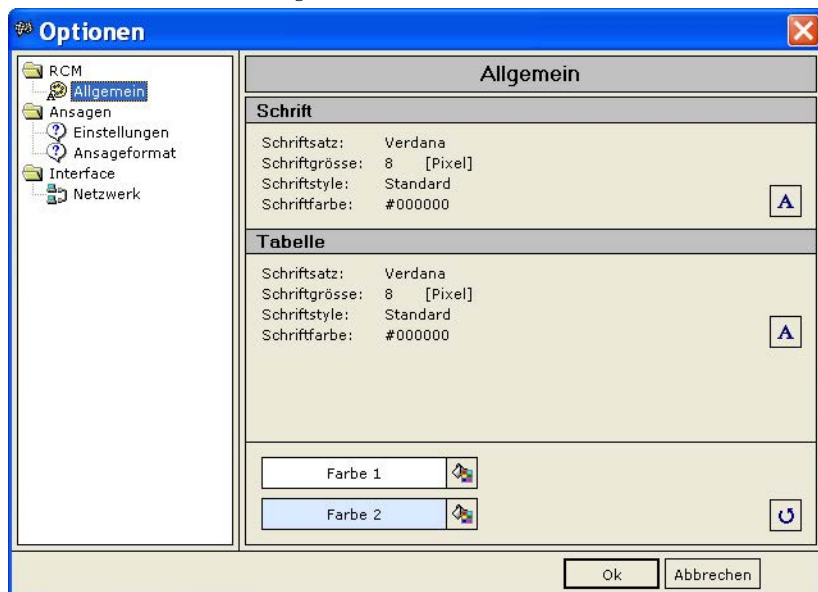 Optionen
RCM
Allgemein
Ansagen
Einstellungen
Ansageformat
Interface
Netzwerk
Allgemein
Schrift
Schriftsatz: Verdana
Schriftgrösse: 8 [Pixel]
Schriftstyle: Standard
Schriftfarbe: #000000
A
Tabelle
Schriftsatz: Verdana
Schriftgrösse: 8 [Pixel]
Schriftstyle: Standard
Schriftfarbe: #000000
A
Farbe 1
Farbe 2
Ok Abbrechen